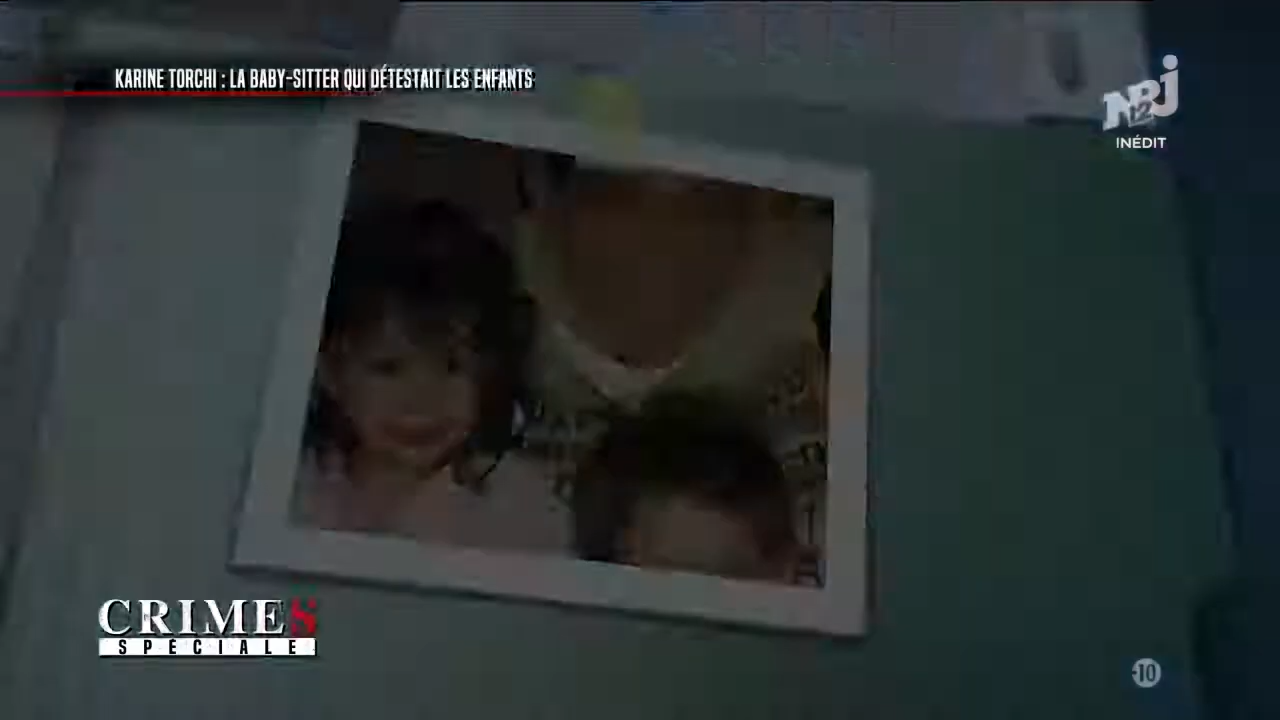 KARINE TORCHI : LA BABY-SITTER QUI DÉTESTAIT LES ENFANTS
NRJ
12
INÉDIT
CRIMES
SPÉCIALE
-10